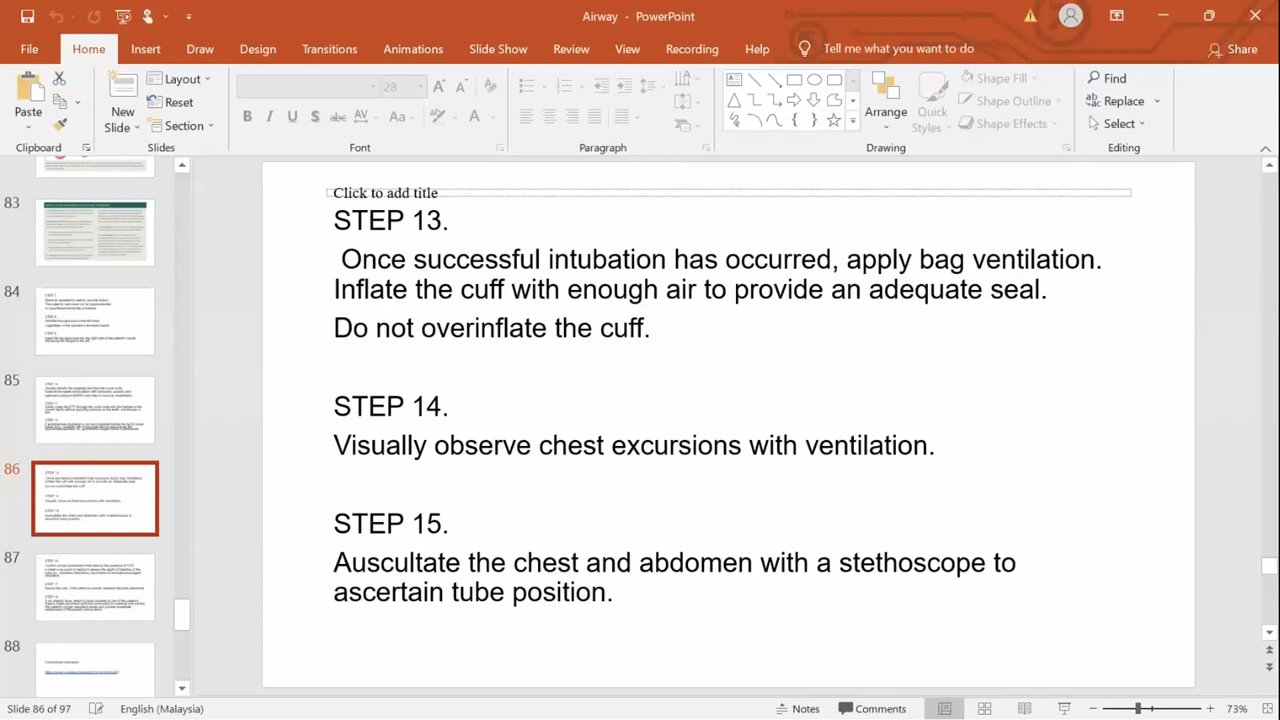 Airway - PowerPoint
File Home Insert Draw Design Transitions Animations Slide Show Review View Recording Help Tell me what you want to do Share
Paste
Clipboard
New Slide
Layout
Reset
Section
Slides
28
Font
Paragraph
Arrange
Quick Styles
Shape Fill
Shape Outline
Shape Effects
Drawing
Find
Replace
Select
Editing
83
84
85
86
87
88
Click to add title
STEP 13.
Once successful intubation has occurred, apply bag ventilation.
Inflate the cuff with enough air to provide an adequate seal.
Do not overinflate the cuff.
STEP 14.
Visually observe chest excursions with ventilation.
STEP 15.
Auscultate the chest and abdomen with a stethoscope to
ascertain tube position.
Slide 86 of 97 English (Malaysia) Notes Comments 73%